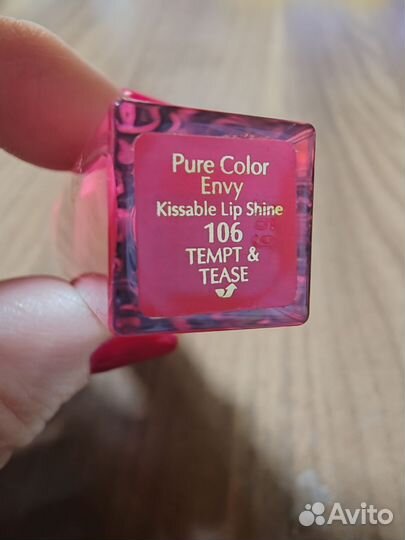 Pure Color
Envy
Kissable Lip Shine
106
TEMPT &
TEASE
Avito